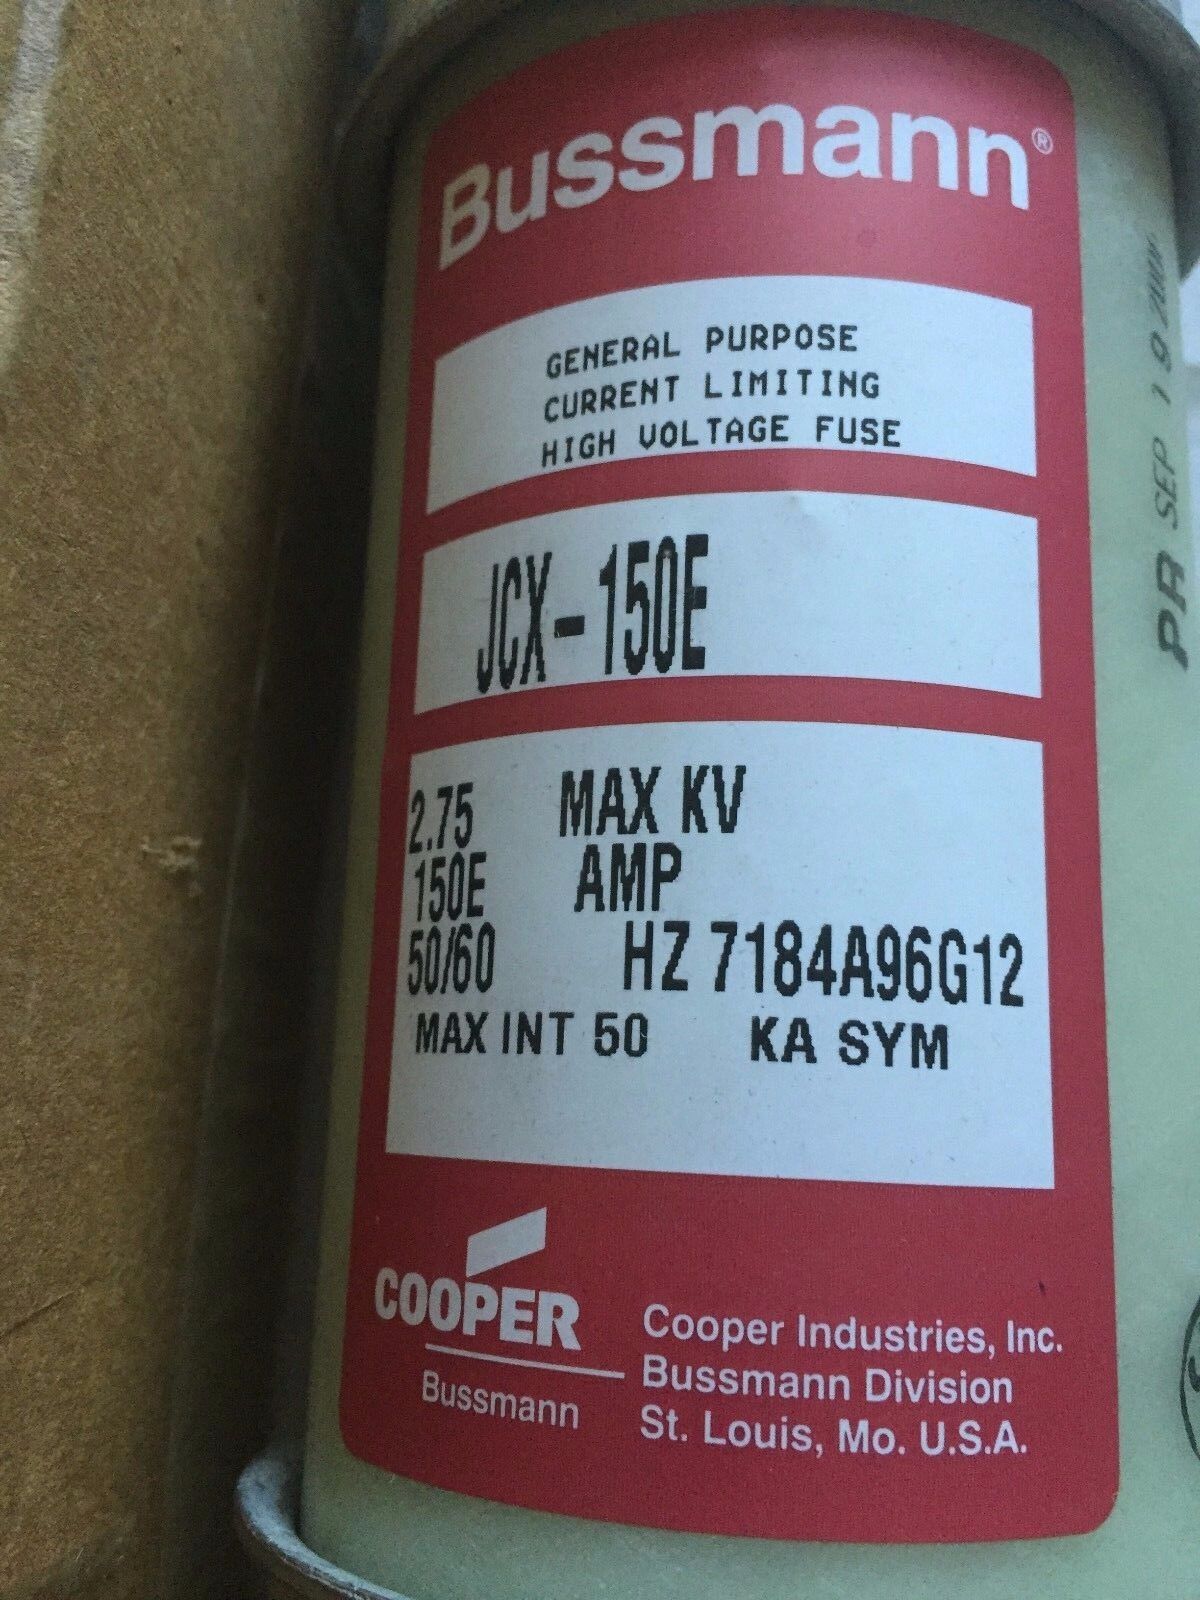 Bussmann®
GENERAL PURPOSE
CURRENT LIMITING
HIGH VOLTAGE FUSE
JCX-150E
2.75 MAX KV
150E AMP
50/60 HZ 7184A96G12
MAX INT 50 KA SYM
COOPER
Bussmann
Cooper Industries, Inc.
Bussmann Division
St. Louis, Mo. U.S.A.
PR SEP 19